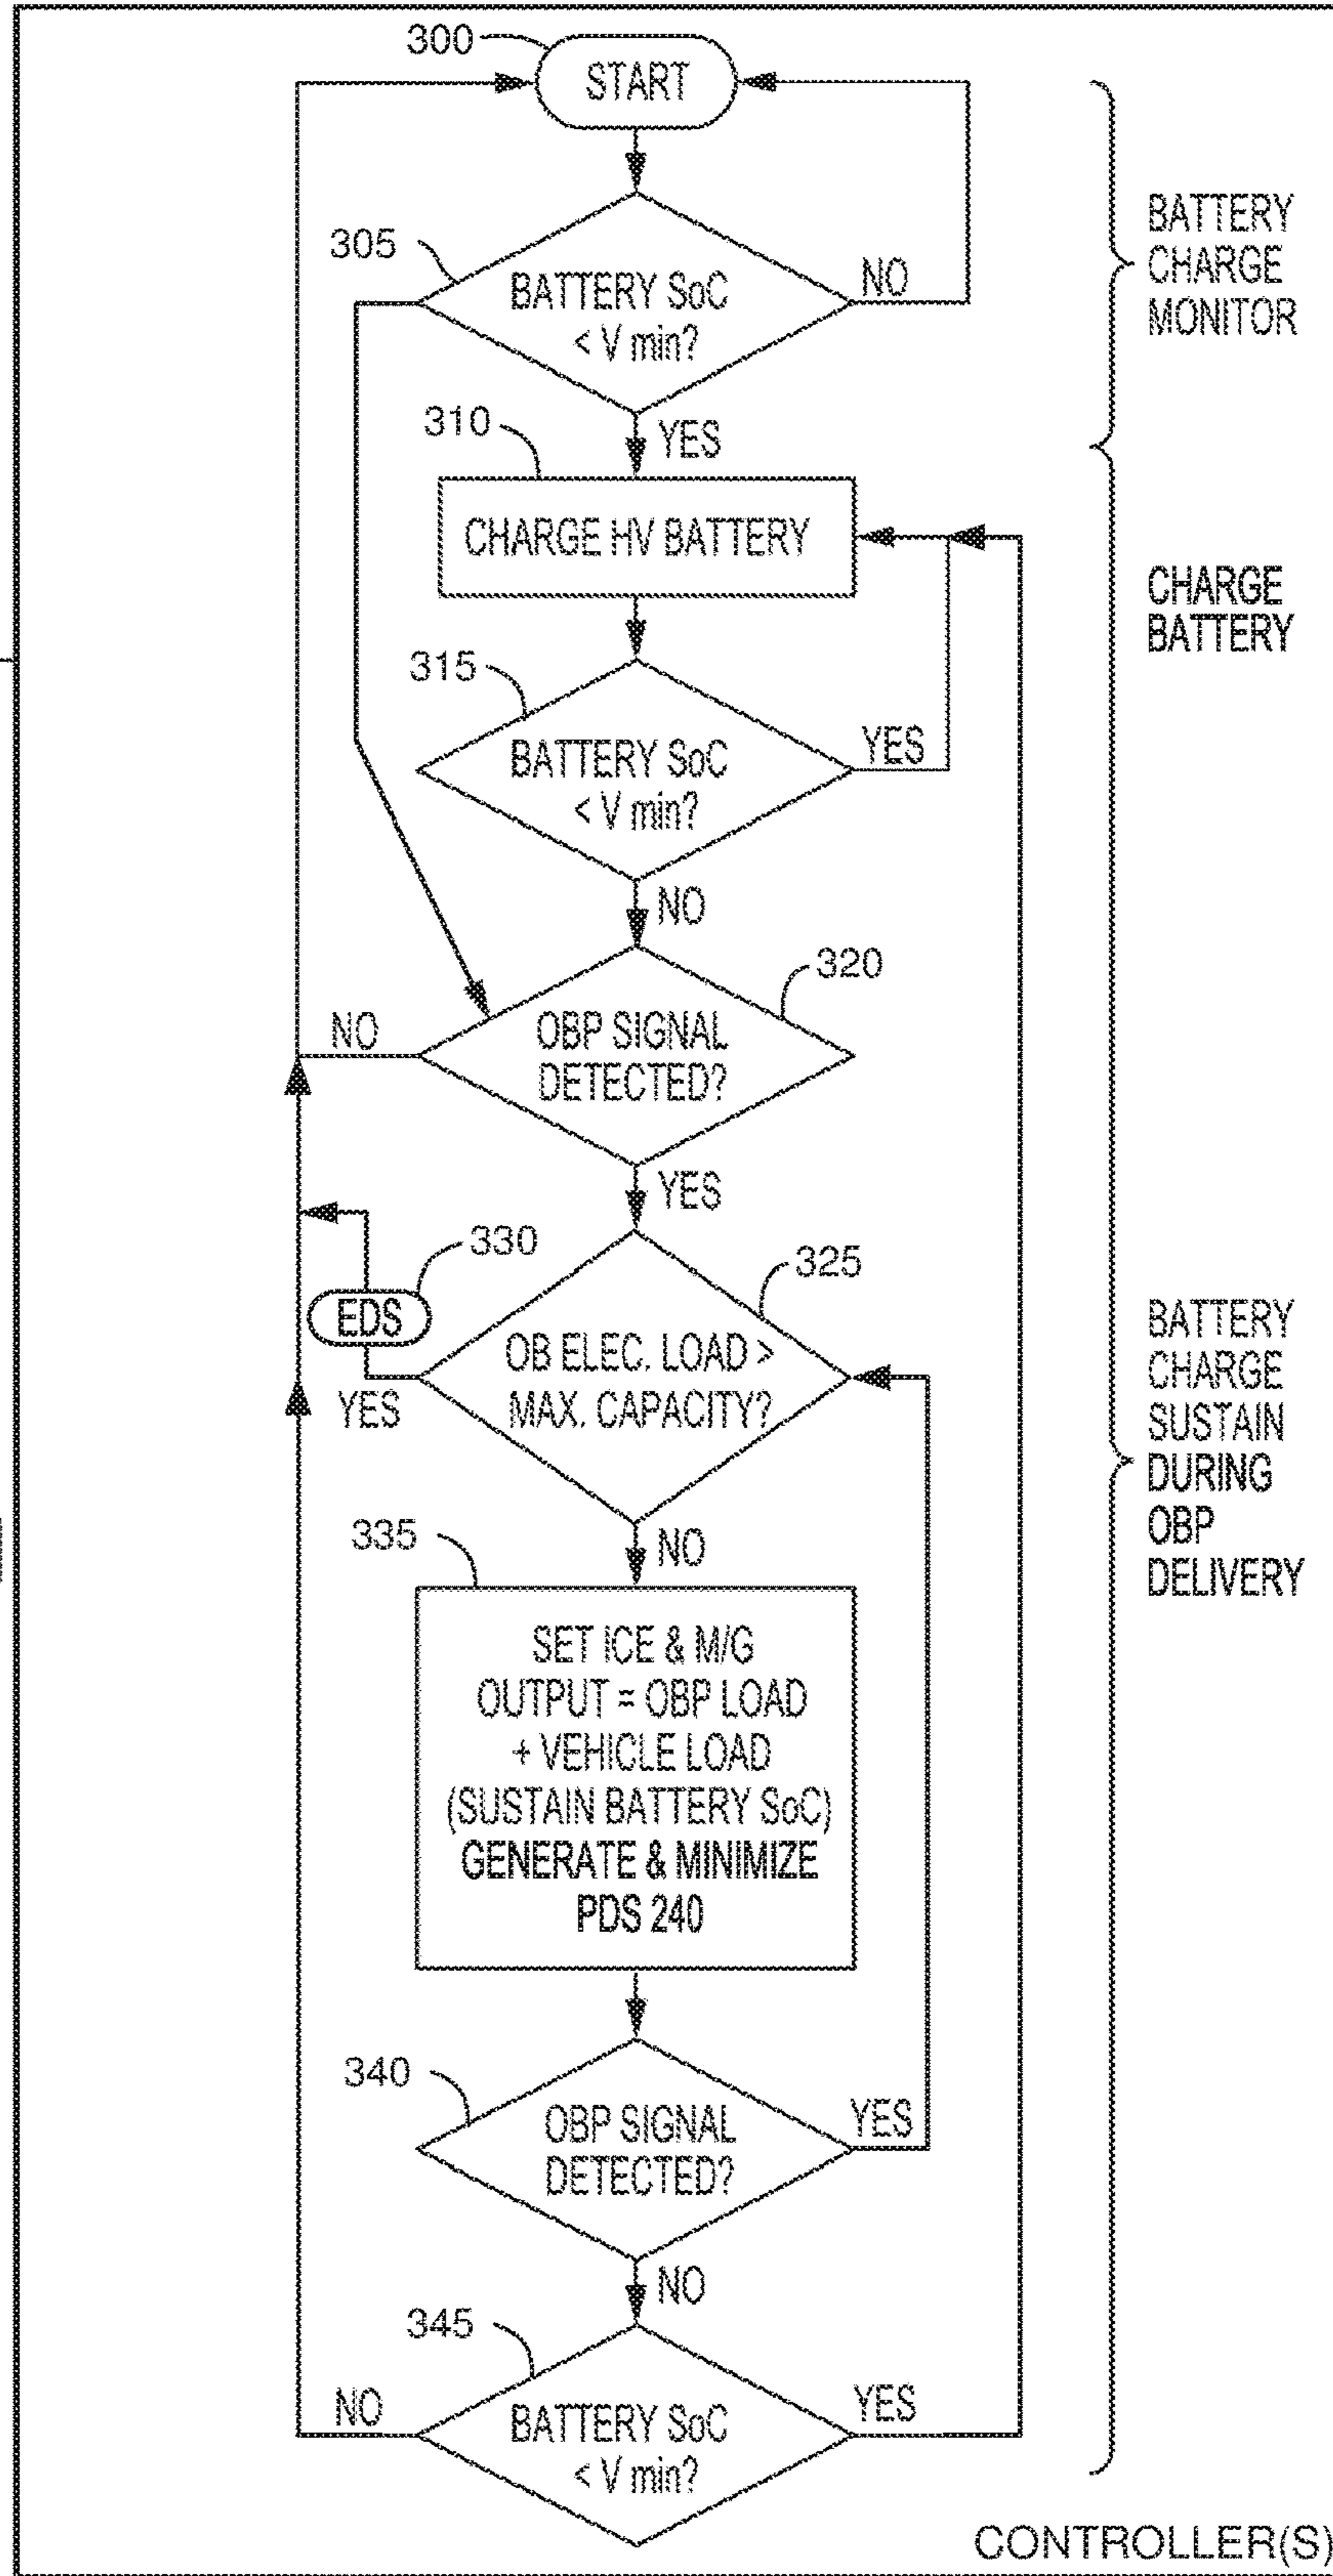 300
START
305
BATTERY SoC
< V min?
NO
BATTERY
CHARGE
MONITOR
310
YES
CHARGE HV BATTERY
CHARGE
BATTERY
315
BATTERY SoC
< V min?
YES
NO
320
NO
OBP SIGNAL
DETECTED?
YES
330
325
EDS
OB ELEC. LOAD >
MAX. CAPACITY?
YES
BATTERY
CHARGE
SUSTAIN
DURING
OBP
DELIVERY
335
NO
SET ICE & M/G
OUTPUT = OBP LOAD
+ VEHICLE LOAD
(SUSTAIN BATTERY SoC)
GENERATE & MINIMIZE
PDS 240
340
OBP SIGNAL
DETECTED?
YES
NO
345
NO
BATTERY SoC
< V min?
YES
CONTROLLER(S)